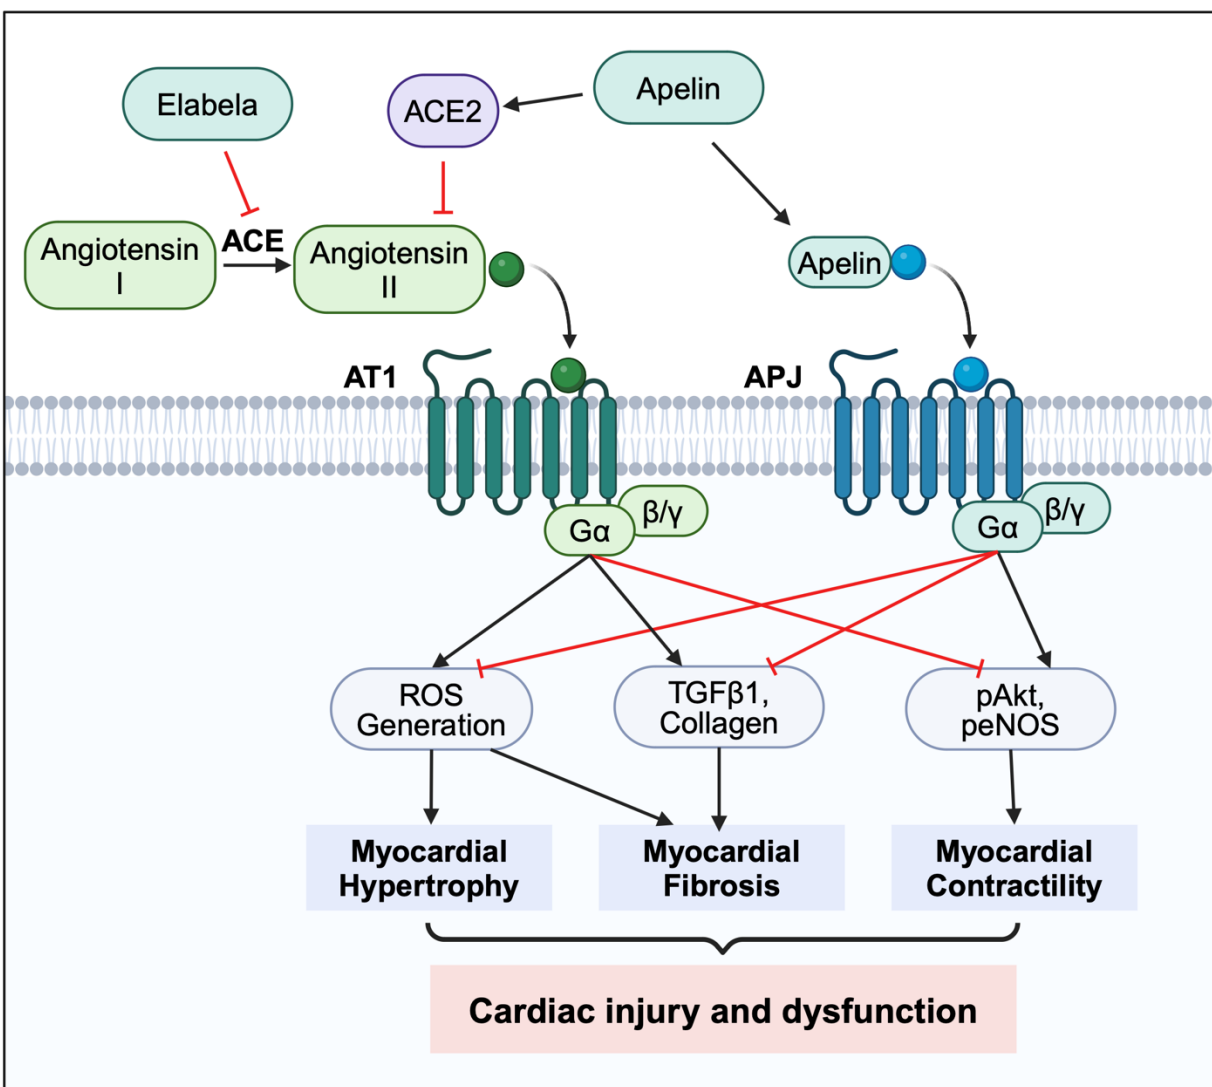 Elabela
ACE2
Apelin
Angiotensin
I
ACE
Angiotensin
II
Apelin
AT1
APJ
Gα
β/γ
Gα
β/γ
ROS
Generation
TGFβ1,
Collagen
pAkt,
peNOS
Myocardial
Hypertrophy
Myocardial
Fibrosis
Myocardial
Contractility
Cardiac injury and dysfunction